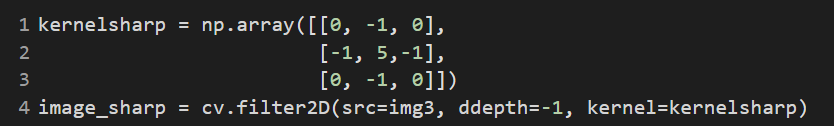 1 kernelsharp = np.array([[0, -1, 0],
2                        [-1, 5,-1],
3                        [0, -1, 0]])
4 image_sharp = cv.filter2D(src=img3, ddepth=-1, kernel=kernelsharp)